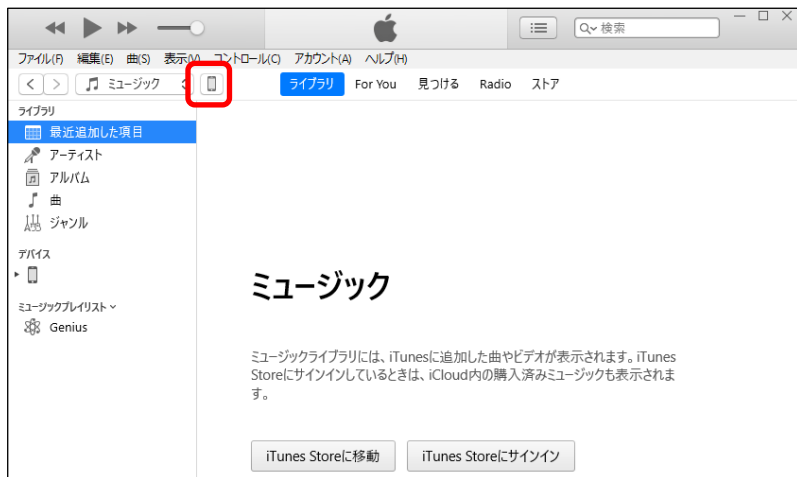 検索
ファイル(F) 編集(E) 曲(S) 表示(V) コントロール(C) アカウント(A) ヘルプ(H)
ミュージック ライブラリ For You 見つける Radio ストア
ライブラリ
最近追加した項目
アーティスト
アルバム
曲
ジャンル
デバイス
ミュージックプレイリスト
Genius
ミュージック
ミュージックライブラリには、iTunesに追加した曲やビデオが表示されます。iTunes
Storeにサインインしているときは、iCloud内の購入済みミュージックも表示されま
す。
iTunes Storeに移動 iTunes Storeにサインイン